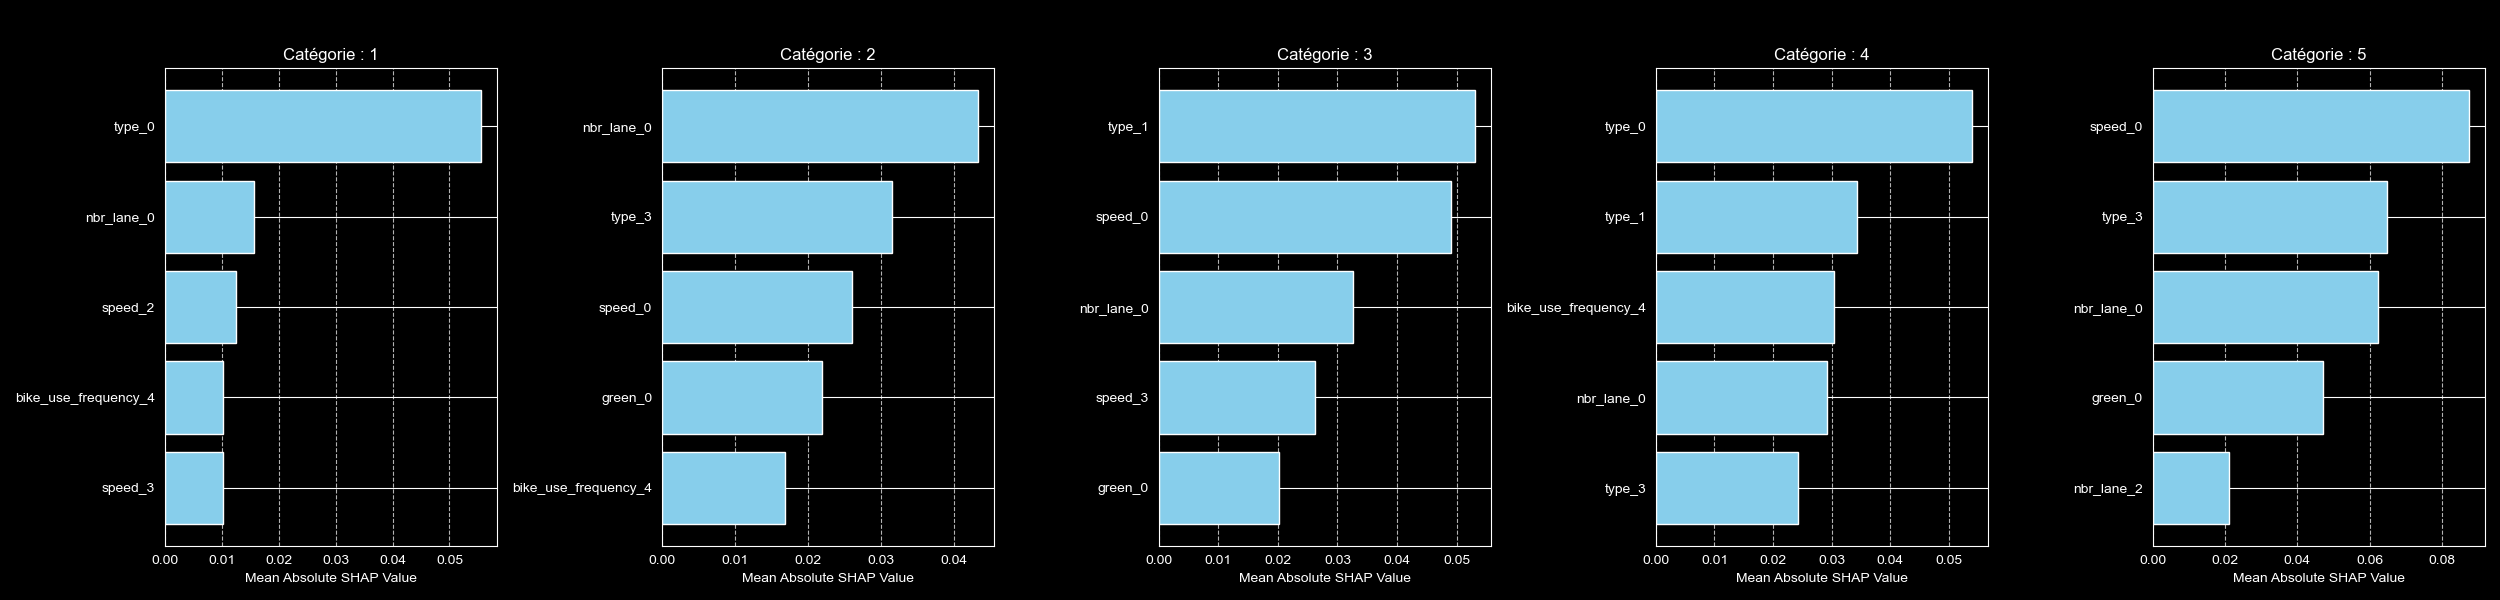 Catégorie : 1
type_0
nbr_lane_0
speed_2
bike_use_frequency_4
speed_3
0.00 0.01 0.02 0.03 0.04 0.05
Mean Absolute SHAP Value
Catégorie : 2
nbr_lane_0
type_3
speed_0
green_0
bike_use_frequency_4
0.00 0.01 0.02 0.03 0.04
Mean Absolute SHAP Value
Catégorie : 3
type_1
speed_0
nbr_lane_0
speed_3
green_0
0.00 0.01 0.02 0.03 0.04 0.05
Mean Absolute SHAP Value
Catégorie : 4
type_0
type_1
bike_use_frequency_4
nbr_lane_0
type_3
0.00 0.01 0.02 0.03 0.04 0.05
Mean Absolute SHAP Value
Catégorie : 5
speed_0
type_3
nbr_lane_0
green_0
nbr_lane_2
0.00 0.02 0.04 0.06 0.08
Mean Absolute SHAP Value